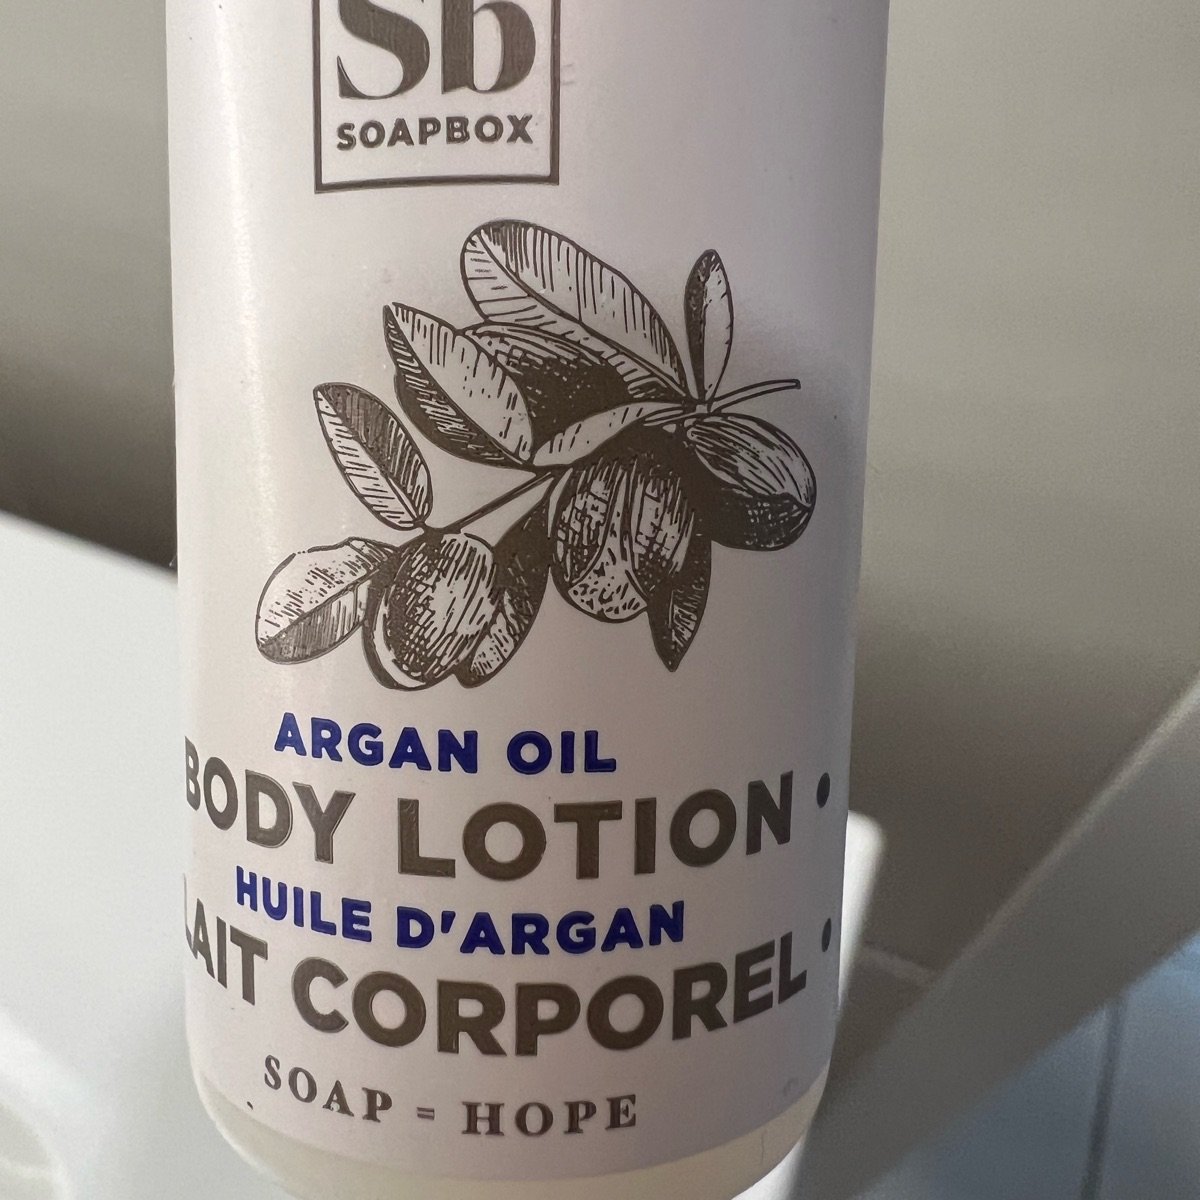 Sb
SOAPBOX
ARGAN OIL
BODY LOTION •
HUILE D'ARGAN
LAIT CORPOREL •
SOAP = HOPE